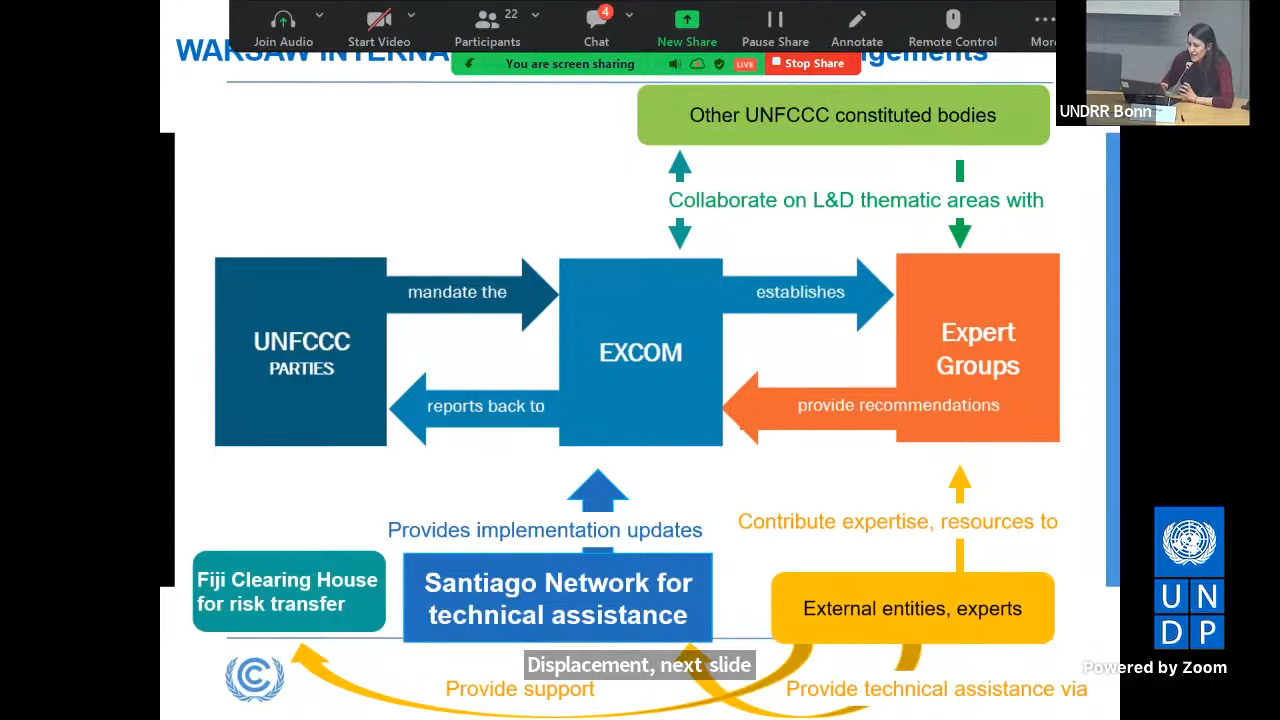 Join Audio
Start Video
Participants
22
Chat
4
New Share
Pause Share
Annotate
Remote Control
More
You are screen sharing
LIVE
Stop Share
UNDRR Bonn
WARSAW INTERNA
gements
Other UNFCCC constituted bodies
Collaborate on L&D thematic areas with
UNFCCC
PARTIES
mandate the
reports back to
EXCOM
establishes
provide recommendations
Expert
Groups
Provides implementation updates
Contribute expertise, resources to
Fiji Clearing House
for risk transfer
Santiago Network for
technical assistance
External entities, experts
Displacement, next slide
Provide support
Provide technical assistance via
U N
D P
Powered by Zoom